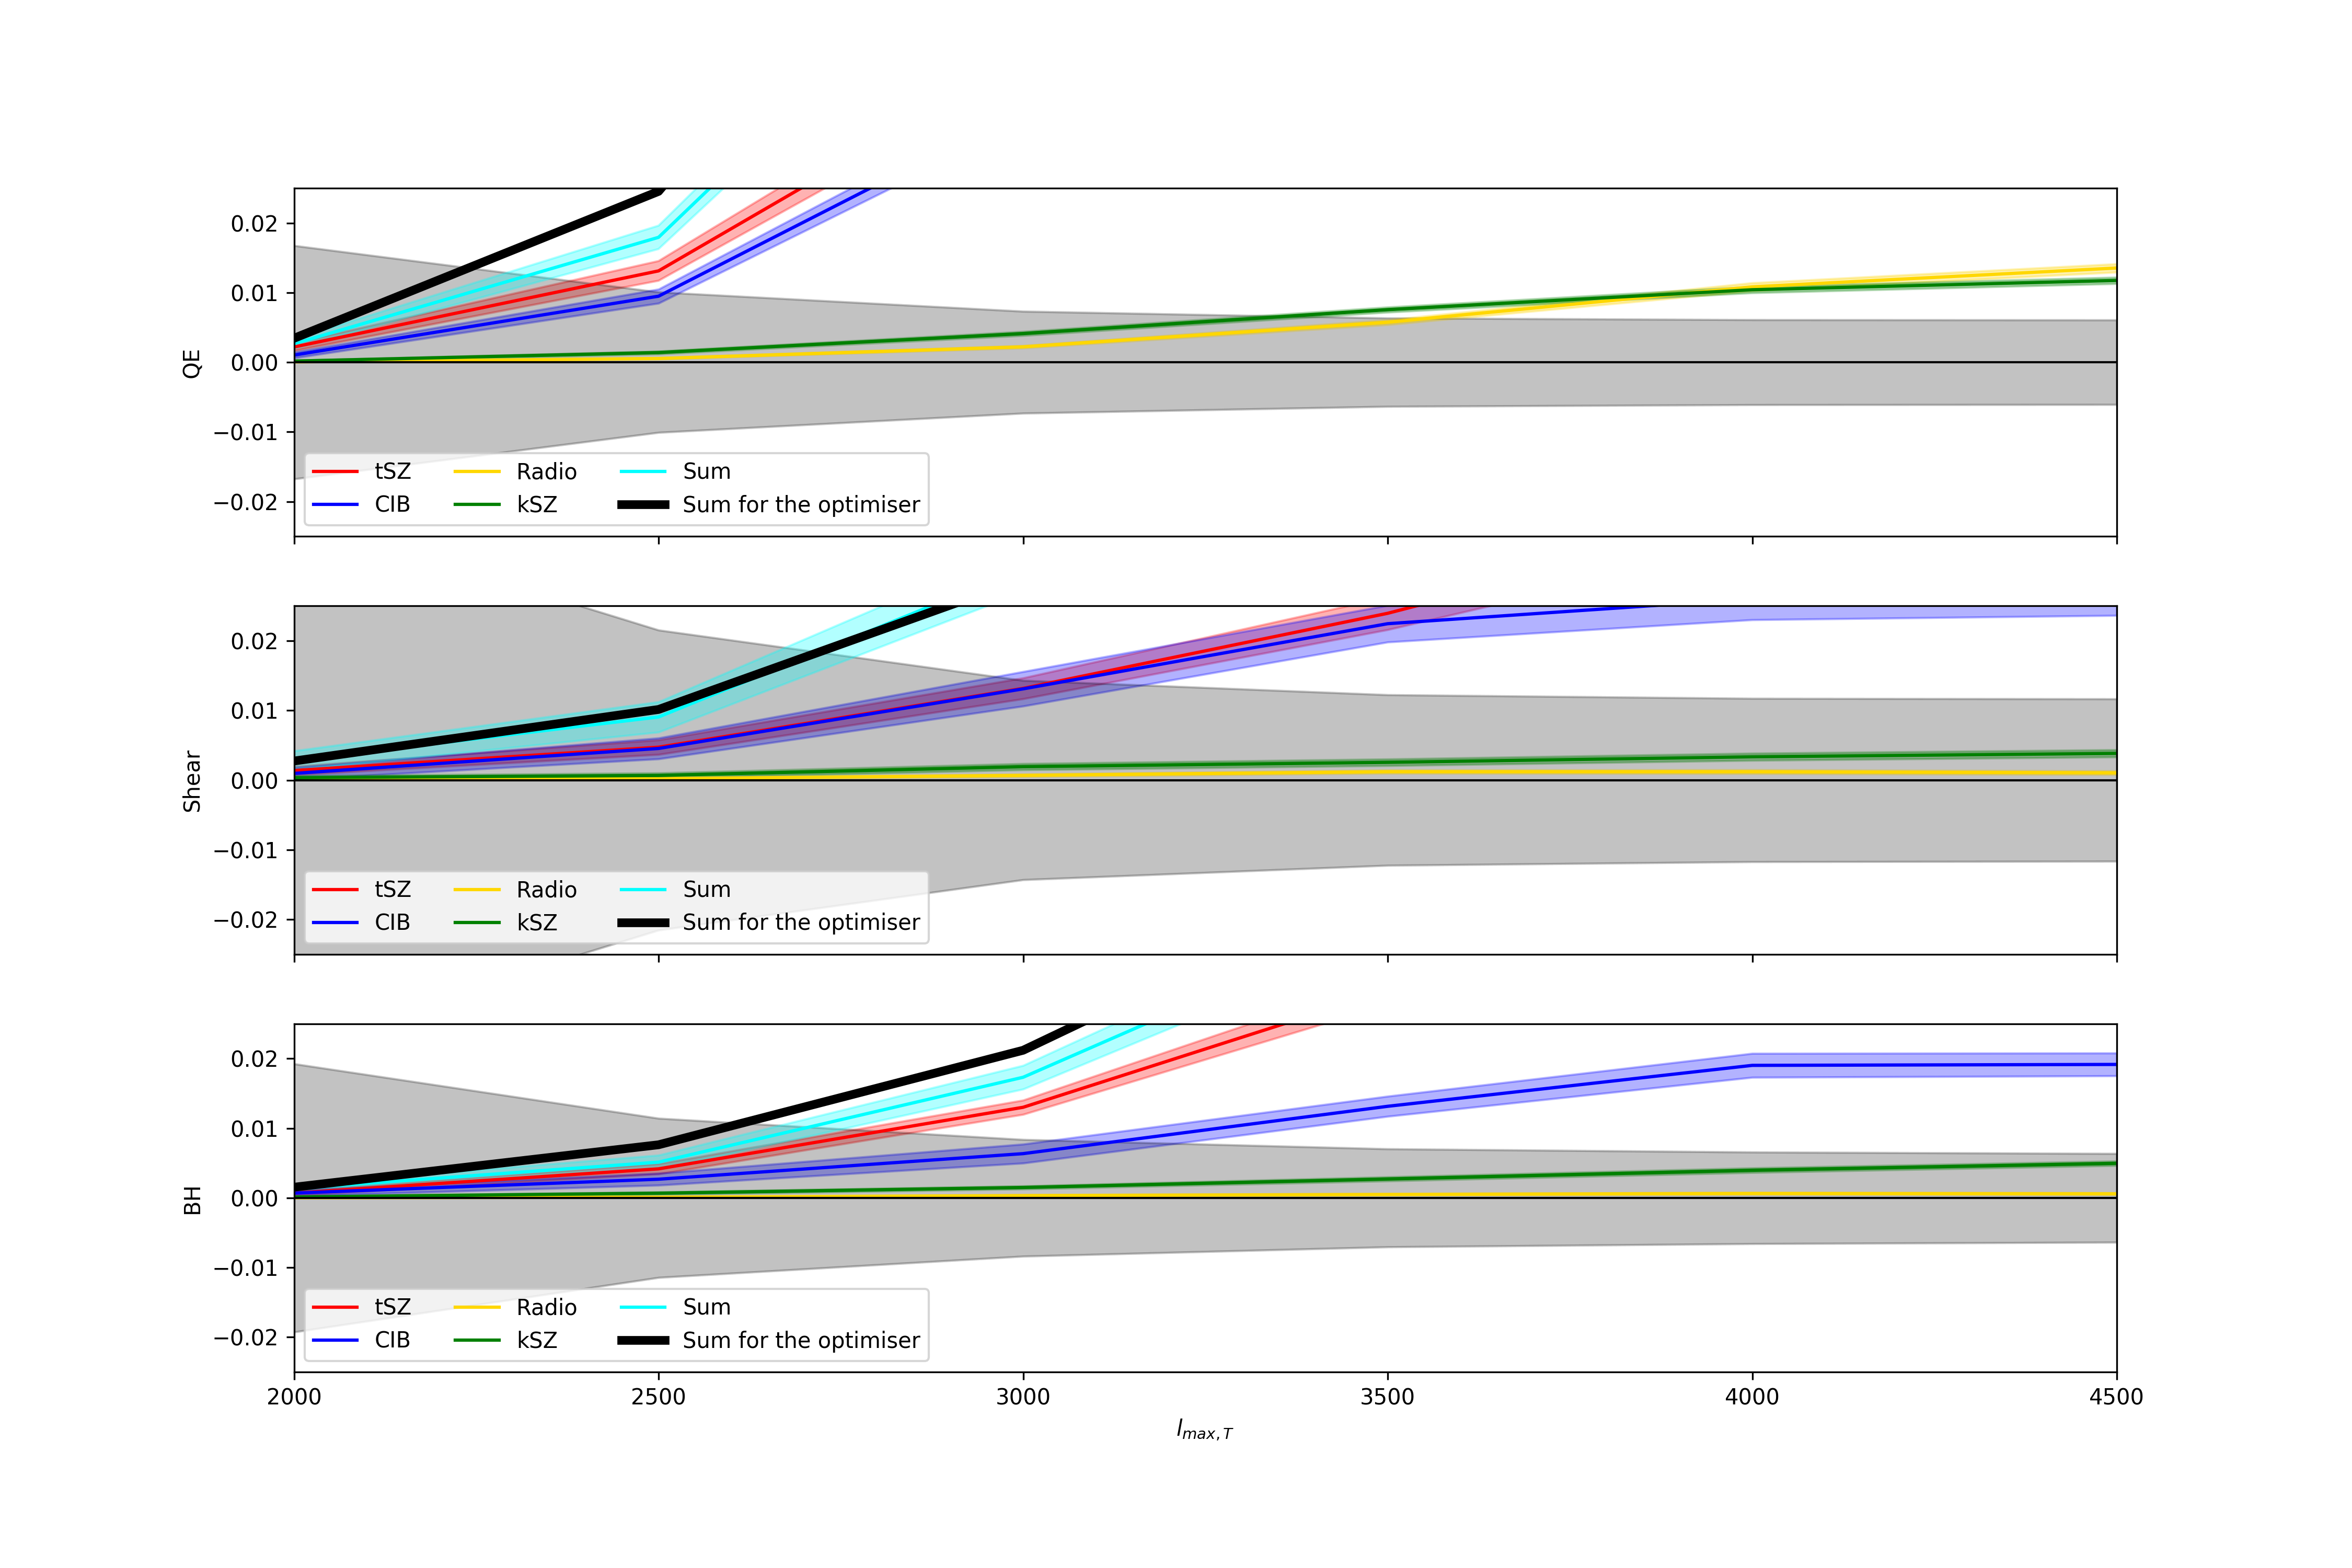 QE
0.02
0.01
0.00
−0.01
−0.02
tSZ Radio Sum
CIB kSZ Sum for the optimiser
Shear
0.02
0.01
0.00
−0.01
−0.02
tSZ Radio Sum
CIB kSZ Sum for the optimiser
BH
0.02
0.01
0.00
−0.01
−0.02
tSZ Radio Sum
CIB kSZ Sum for the optimiser
2000 2500 3000 3500 4000 4500
l_{max, T}